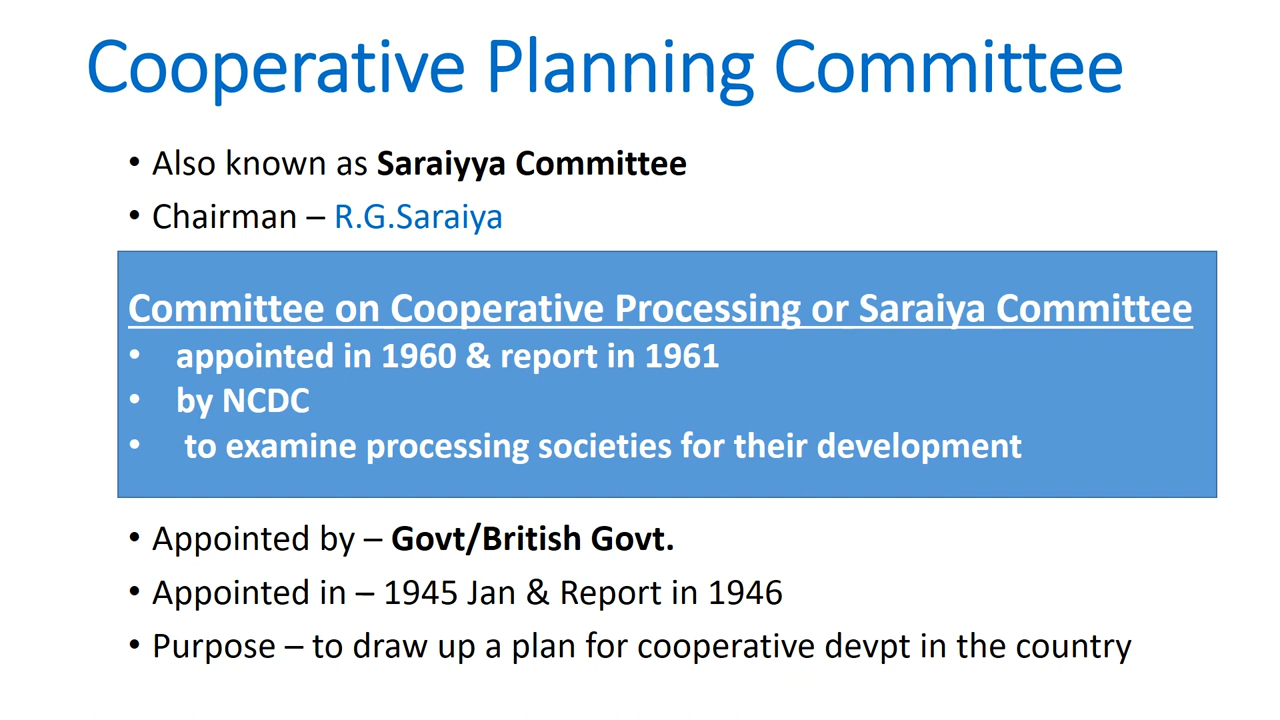 Cooperative Planning Committee
• Also known as Saraiyya Committee
• Chairman – R.G.Saraiya
Committee on Cooperative Processing or Saraiya Committee
• appointed in 1960 & report in 1961
• by NCDC
• to examine processing societies for their development
• Appointed by – Govt/British Govt.
• Appointed in – 1945 Jan & Report in 1946
• Purpose – to draw up a plan for cooperative devpt in the country